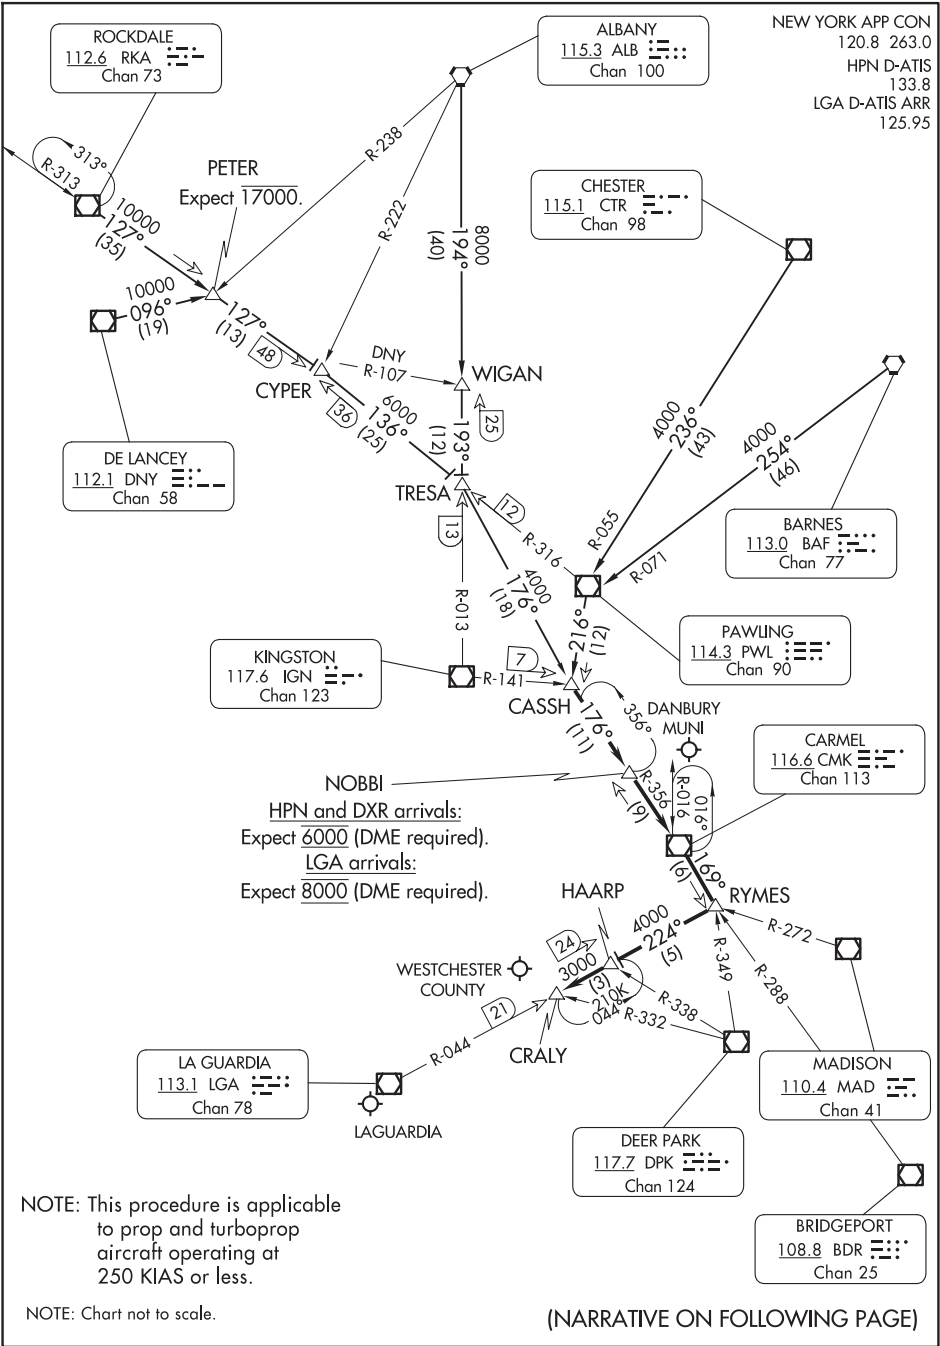 ROCKDALE
112.6 RKA
Chan 73
ALBANY
115.3 ALB
Chan 100
NEW YORK APP CON
120.8 263.0
HPN D-ATIS
133.8
LGA D-ATIS ARR
125.95
313°
R-313
10000
127°
(35)
PETER
Expect 17000.
R-238
R-222
8000
194°
(40)
CHESTER
115.1 CTR
Chan 98
10000
096°
(19)
127°
(13)
48
CYPER
DNY
R-107
WIGAN
36
6000
136°
(25)
193°
(12)
25
4000
236°
(43)
4000
254°
(46)
DE LANCEY
112.1 DNY
Chan 58
TRESA
13
12
R-316
R-055
R-071
BARNES
113.0 BAF
Chan 77
R-013
4000
176°
(18)
216°
(12)
KINGSTON
117.6 IGN
Chan 123
7
R-141
PAWLING
114.3 PWL
Chan 90
CASSH
176°
(11)
356°
DANBURY
MUNI
NOBBI
R-356
(9)
R-016
016°
CARMEL
116.6 CMK
Chan 113
HPN and DXR arrivals:
Expect 6000 (DME required).
LGA arrivals:
Expect 8000 (DME required).
169°
(6)
HAARP
RYMES
4000
224°
(5)
R-272
R-288
R-349
24
3000
(3)
210K
044°
R-338
R-332
WESTCHESTER
COUNTY
21
R-044
CRALY
LA GUARDIA
113.1 LGA
Chan 78
LAGUARDIA
MADISON
110.4 MAD
Chan 41
DEER PARK
117.7 DPK
Chan 124
BRIDGEPORT
108.8 BDR
Chan 25
NOTE: This procedure is applicable
to prop and turboprop
aircraft operating at
250 KIAS or less.
NOTE: Chart not to scale.
(NARRATIVE ON FOLLOWING PAGE)